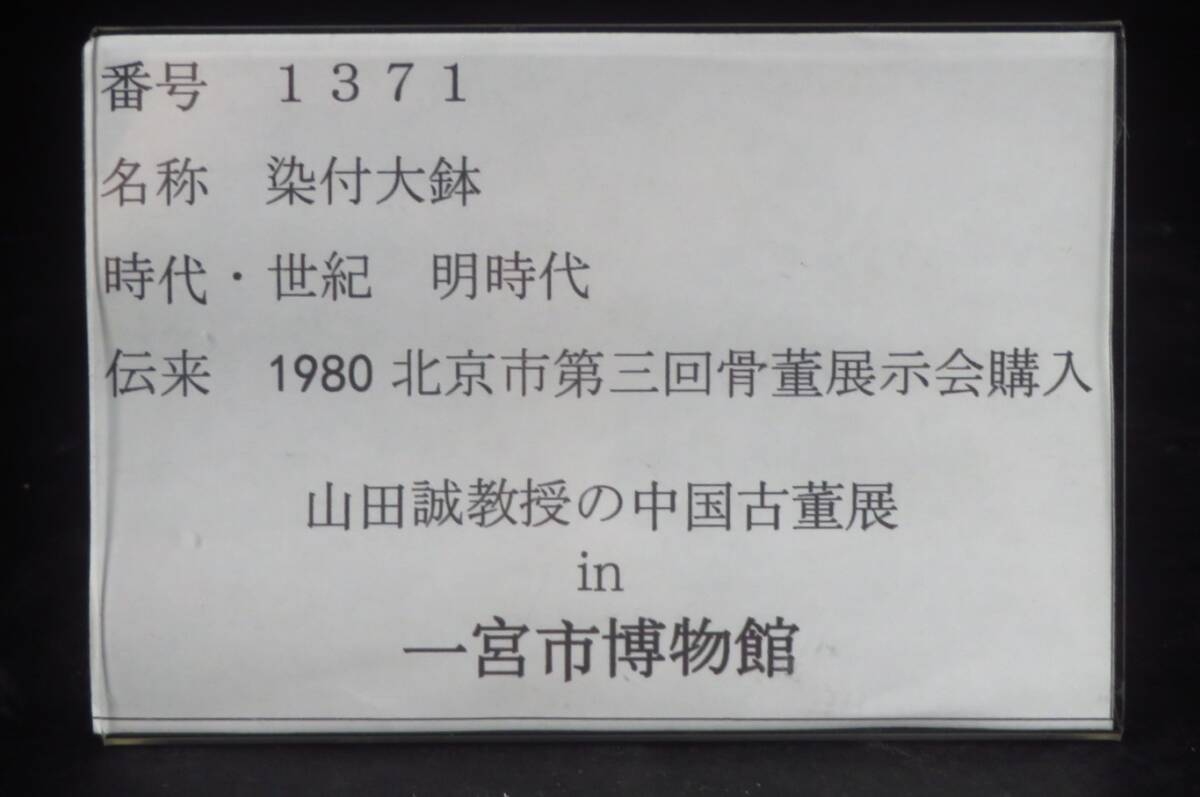 番号　１３７１
名称　染付大鉢
時代・世紀　明時代
伝来　1980 北京市第三回骨董展示会購入
山田誠教授の中国古董展
in
一宮市博物館